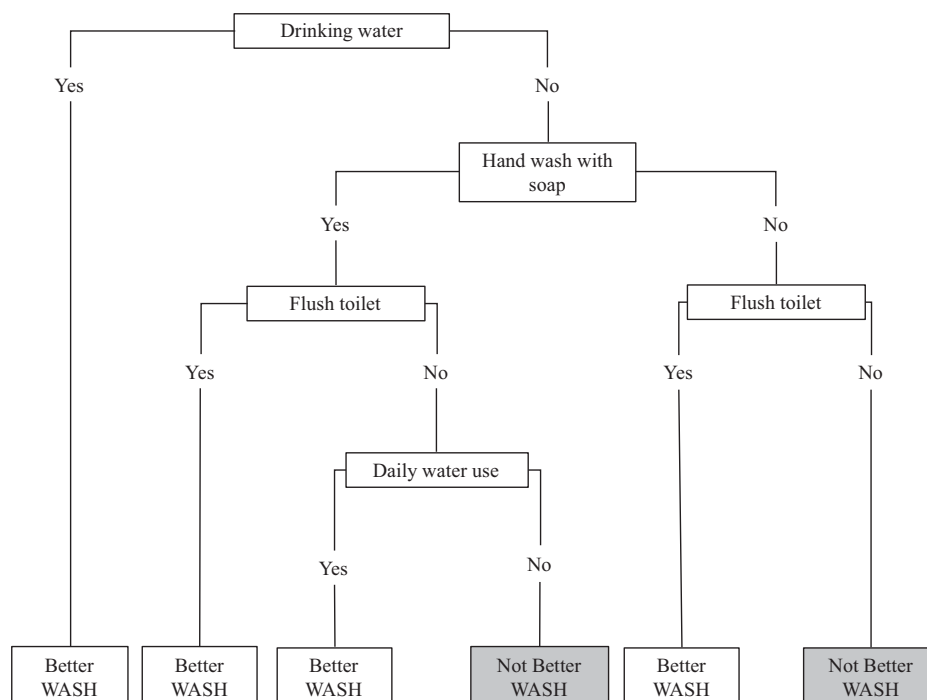 Drinking water
Yes
No
Hand wash with
soap
Yes
No
Flush toilet
Flush toilet
Yes
No
Yes
No
Daily water use
Yes
No
Better
WASH
Better
WASH
Better
WASH
Not Better
WASH
Better
WASH
Not Better
WASH